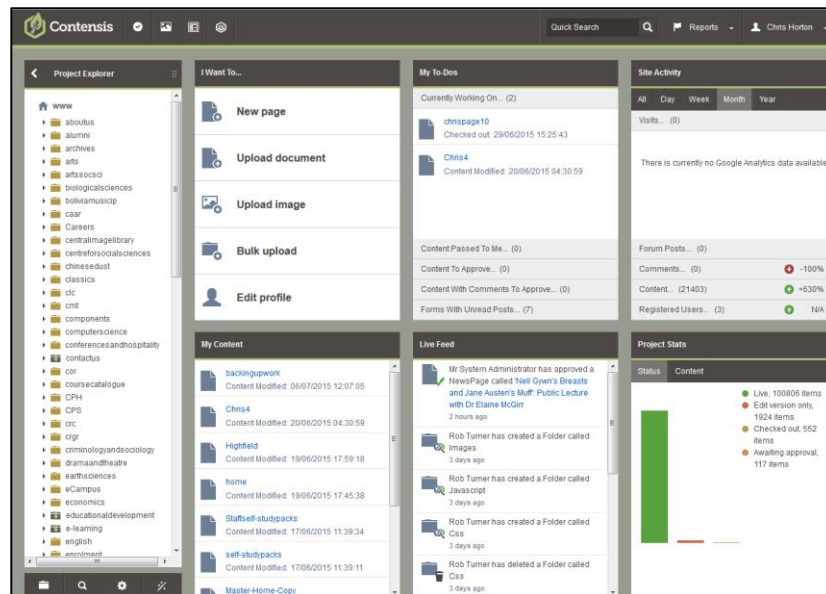 Contensis
Quick Search
Reports
Chris Horton
Project Explorer
www
aboutus
alumni
archives
arts
artssocsci
biologicalsciences
boliviamusicip
caar
Careers
centralimagelibrary
centreforsocialsciences
chinesedust
classics
clc
cmt
components
computerscience
conferencesandhospitality
contactus
cor
coursecatalogue
CPH
CPS
crc
crgr
criminologyandsociology
dramaandtheatre
earthsciences
eCampus
economics
educationaldevelopment
e-learning
english
enrolment
I Want To...
New page
Upload document
Upload image
Bulk upload
Edit profile
My To-Dos
Currently Working On... (2)
chrispage10
Checked out: 29/06/2015 15:25:43
Chris4
Content Modified: 20/06/2015 04:30:59
Content Passed To Me... (0)
Content To Approve... (0)
Content With Comments To Approve... (0)
Forms With Unread Posts... (7)
Site Activity
All Day Week Month Year
Visits... (0)
There is currently no Google Analytics data available
Forum Posts... (0)
Comments... (0) -100%
Content... (21403) +630%
Registered Users... (3) N/A
My Content
backingupwork
Content Modified: 06/07/2015 12:07:05
Chris4
Content Modified: 20/06/2015 04:30:59
Highfield
Content Modified: 19/06/2015 17:59:18
home
Content Modified: 19/06/2015 17:45:38
Staffself-studypacks
Content Modified: 17/06/2015 11:39:34
self-studypacks
Content Modified: 17/06/2015 11:39:11
Master-Home-Copy
Live Feed
Mr System Administrator has approved a
NewsPage called 'Nell Gywn's Breasts
and Jane Austen's Muff': Public Lecture
with Dr Elaine McGirr
2 hours ago
Rob Turner has created a Folder called
Images
3 days ago
Rob Turner has created a Folder called
Javascript
3 days ago
Rob Turner has created a Folder called
Css
3 days ago
Rob Turner has deleted a Folder called
Css
3 days ago
Project Stats
Status Content
Live, 100806 items
Edit version only,
1924 items
Checked out, 552
items
Awaiting approval,
117 items